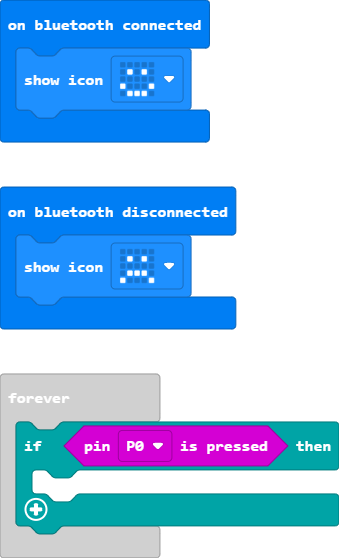 on bluetooth connected
show icon
on bluetooth disconnected
show icon
forever
if pin P0 is pressed then